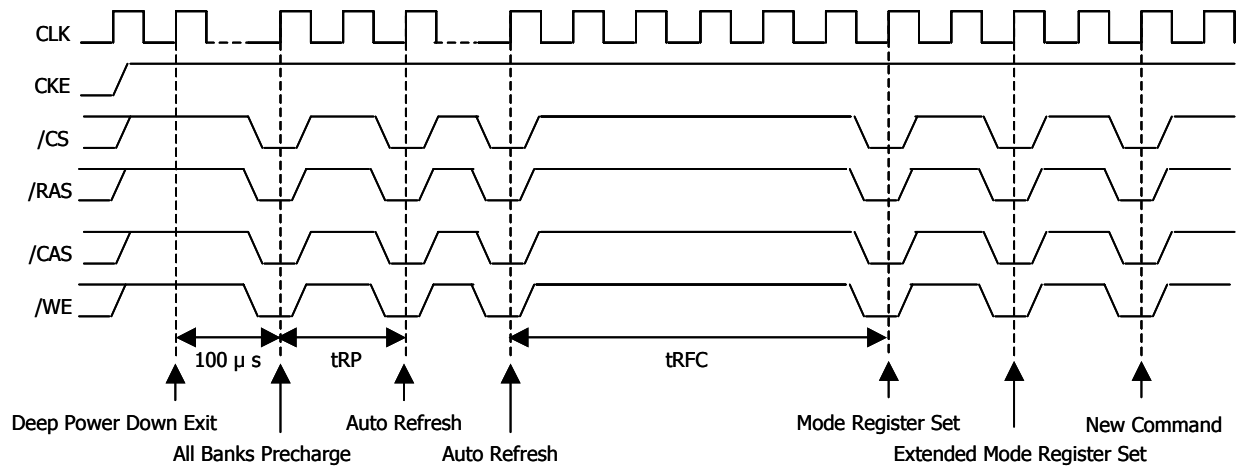 CLK
CKE
/CS
/RAS
/CAS
/WE
100 μ s
tRP
tRFC
Deep Power Down Exit
All Banks Precharge
Auto Refresh
Auto Refresh
Mode Register Set
Extended Mode Register Set
New Command